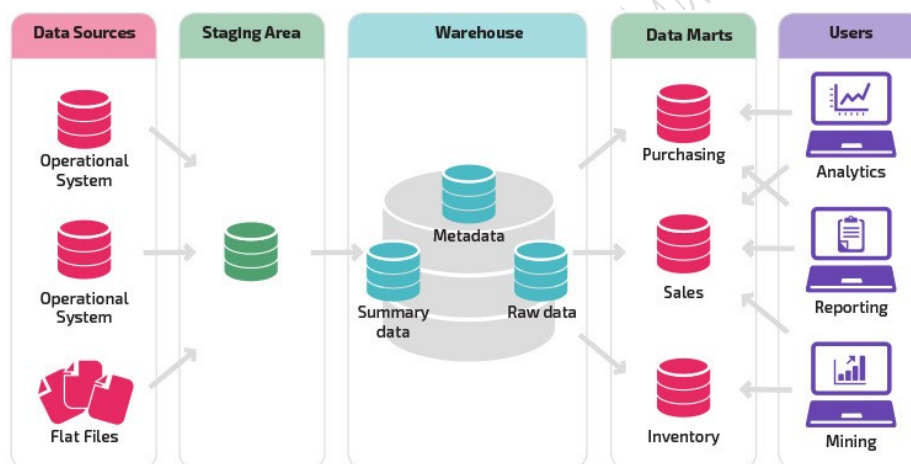 Data Sources
Staging Area
Warehouse
Data Marts
Users
Operational
System
Operational
System
Flat Files
Metadata
Summary
data
Raw data
Purchasing
Sales
Inventory
Analytics
Reporting
Mining